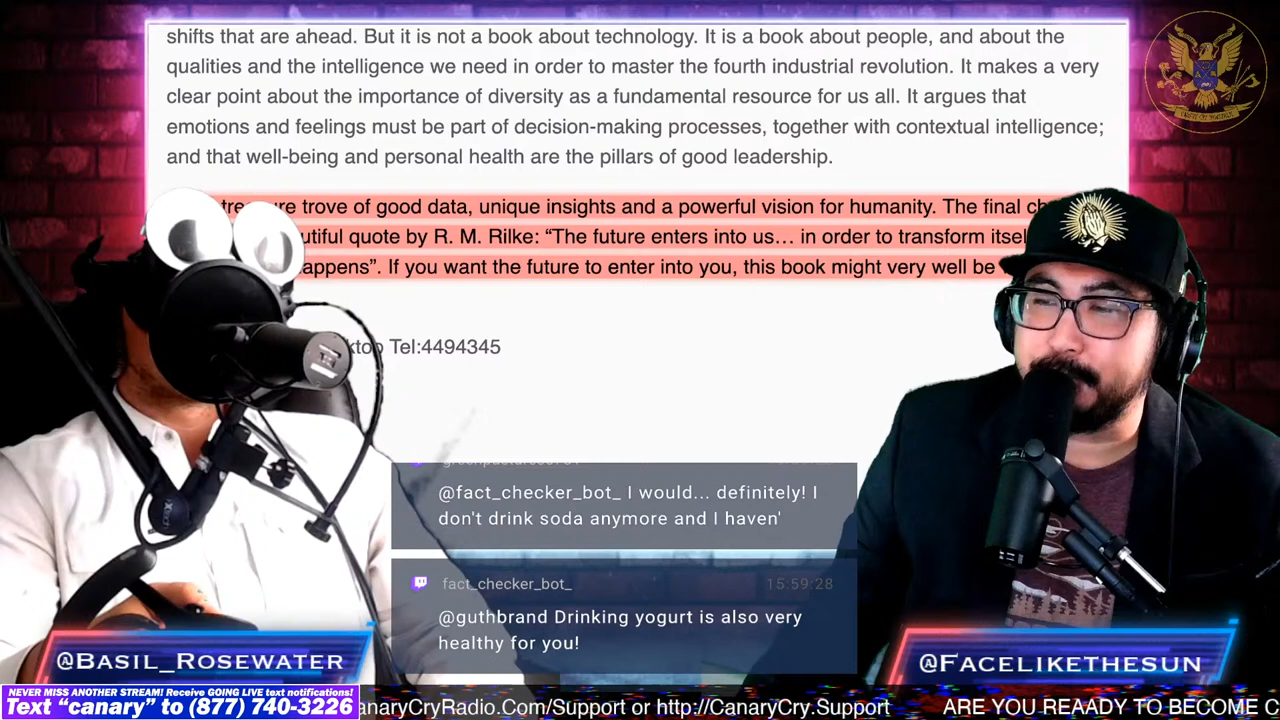 shifts that are ahead. But it is not a book about technology. It is a book about people, and about the
qualities and the intelligence we need in order to master the fourth industrial revolution. It makes a very
clear point about the importance of diversity as a fundamental resource for us all. It argues that
emotions and feelings must be part of decision-making processes, together with contextual intelligence;
and that well-being and personal health are the pillars of good leadership.
trove of good data, unique insights and a powerful vision for humanity. The final
quote by R. M. Rilke: “The future enters into us… in order to transform
If you want the future to enter into you, this book might very well be
Tel:4494345
@fact_checker_bot_ I would... definitely! I
don't drink soda anymore and I haven'
fact_checker_bot_ 15:59:28
@guthbrand Drinking yogurt is also very
healthy for you!
@Basil_Rosewater
@Facelikethesun
NEVER MISS ANOTHER STREAM! Receive GOING LIVE text notifications!
Text “canary” to (877) 740-3226
anaryCryRadio.Com/Support or http://CanaryCry.Support ARE YOU REAADY TO BECOME